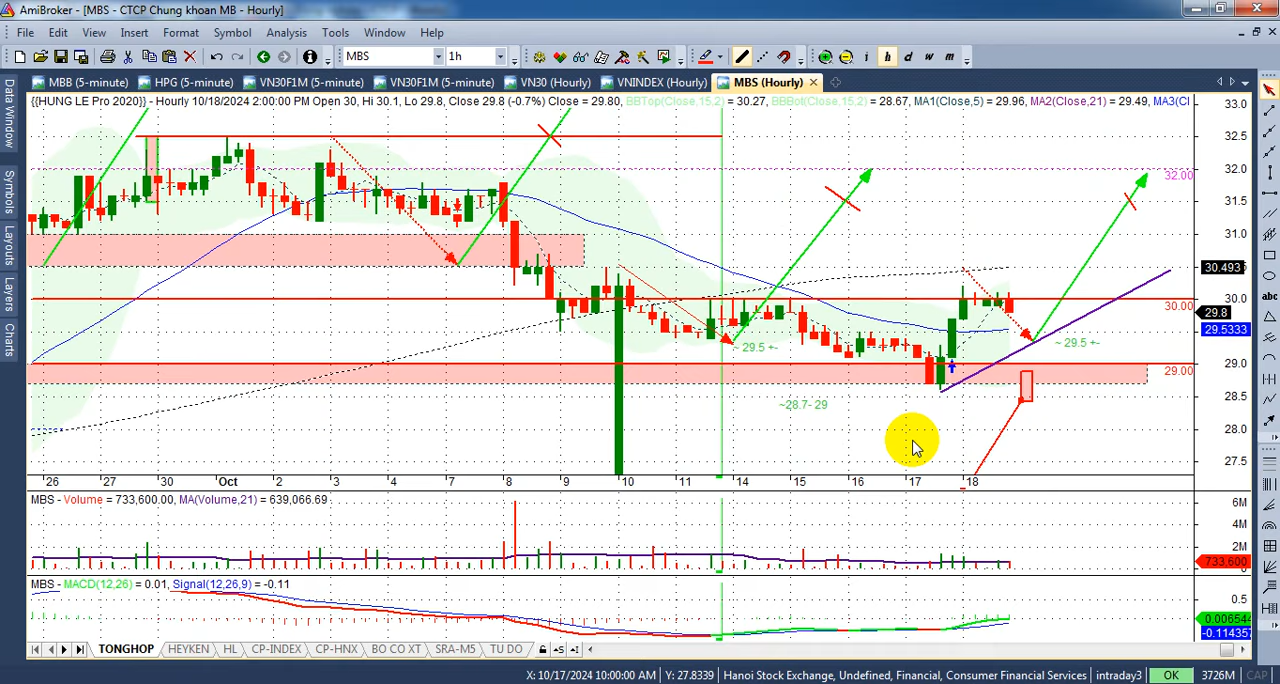 AmiBroker - [MBS - CTCP Chung khoan MB - Hourly]
File Edit View Insert Format Symbol Analysis Tools Window Help
MBS 1h i h d w m
MBB (5-minute) HPG (5-minute) VN30F1M (5-minute) VN30F1M (5-minute) VN30 (Hourly) VNINDEX (Hourly) MBS (Hourly)
Data Window
Symbols
Layouts
Layers
Charts
{{HUNG LE Pro 2020}} - Hourly 10/18/2024 2:00:00 PM Open 30, Hi 30.1, Lo 29.8, Close 29.8 (-0.7%) Close = 29.80, BBTop(Close,15,2) = 30.27, BBBot(Close,15,2) = 28.67, MA1(Close,5) = 29.96, MA2(Close,21) = 29.49, MA3(Cl
33.0
32.5
32.0
32.00
31.5
31.0
30.5
30.493
30.0
30.00
29.8
29.5333
29.0
29.00
28.5
28.0
27.5
~ 29.5 +-
~ 29.5 +-
~28.7- 29
abc
26 27 30 Oct 2 3 4 7 8 9 10 11 14 15 16 17 18
MBS - Volume = 733,600.00, MA(Volume,21) = 639,066.69
6M
4M
2M
733,600
MBS - MACD(12,26) = 0.01, Signal(12,26,9) = -0.11
0.5
0.006544
-0.114357
TONGHOP HEYKEN HL CP-INDEX CP-HNX BO CO XT SRA-M5 TU DO
X: 10/17/2024 10:00:00 AM Y: 27.8339 Hanoi Stock Exchange, Undefined, Financial, Consumer Financial Services intraday3 OK 3726M CAP